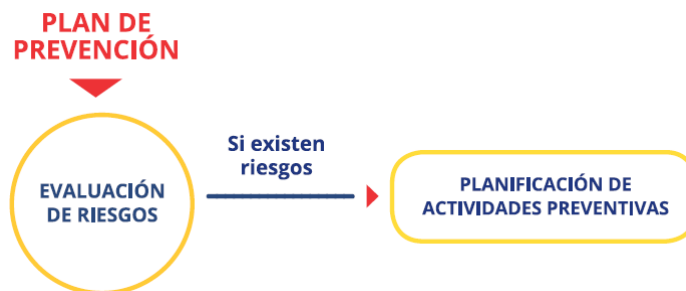 PLAN DE
PREVENCIÓN
Si existen
riesgos
EVALUACIÓN
DE RIESGOS
PLANIFICACIÓN DE
ACTIVIDADES PREVENTIVAS